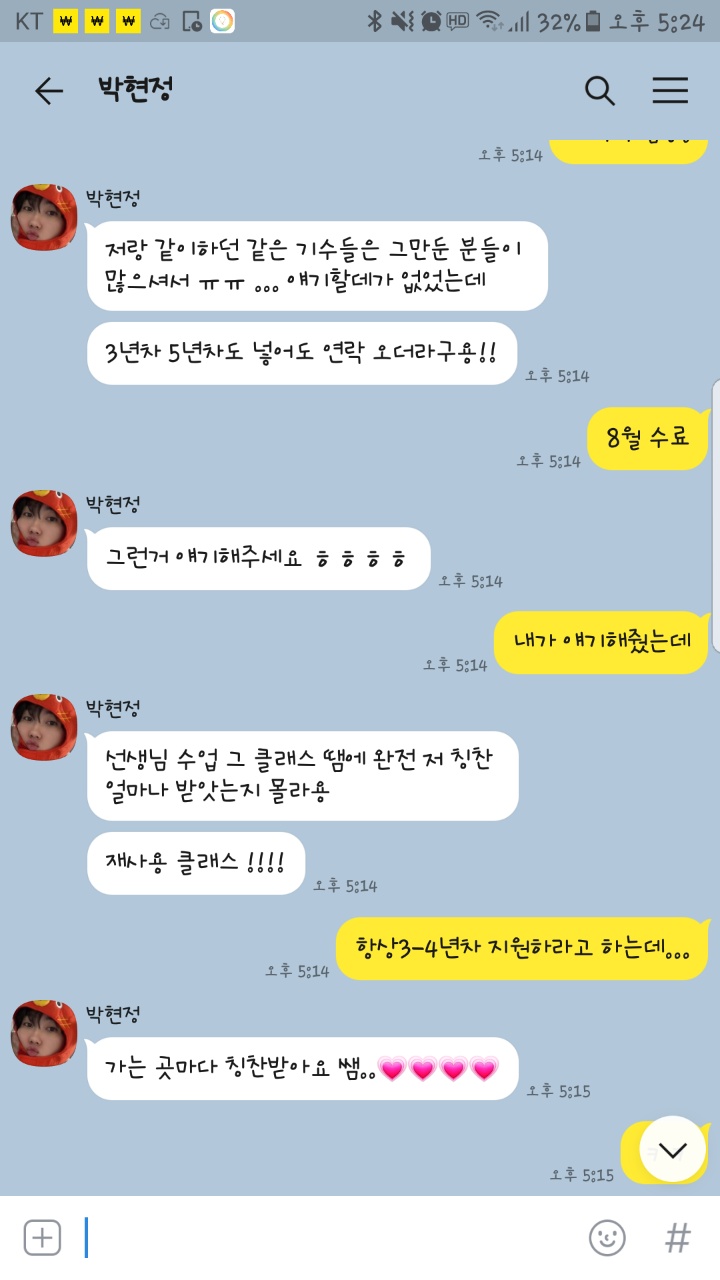 KT ₩ ₩ ₩ HD 32% 오후 5:24
박현정
오후 5:14
박현정
저랑 같이하던 같은 기수들은 그만둔 분들이
많으셔서 ㅠㅠ ... 얘기할데가 없었는데
3년차 5년차도 넣어도 연락 오더라구용!!
오후 5:14
8월 수료
오후 5:14
박현정
그런거 얘기해주세요 ㅎㅎㅎㅎ
오후 5:14
내가 얘기해줬는데
오후 5:14
박현정
선생님 수업 그 클래스 땜에 완전 저 칭찬
얼마나 받앗는지 몰라용
재사용 클래스 !!!!
오후 5:14
항상3-4년차 지원하라고 하는데...
오후 5:14
박현정
가는 곳마다 칭찬받아요 쌤..💗💗💗💗
오후 5:15
오후 5:15
#